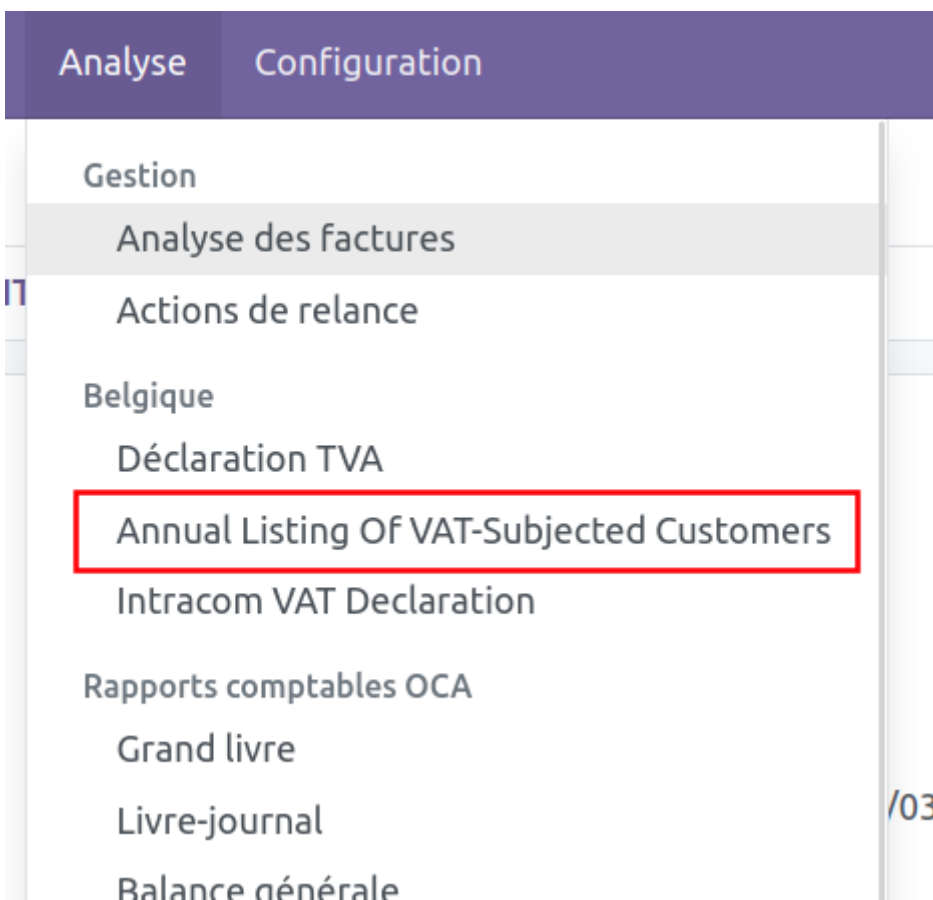 Analyse Configuration
Gestion
Analyse des factures
Actions de relance
Belgique
Déclaration TVA
Annual Listing Of VAT-Subjected Customers
Intracom VAT Declaration
Rapports comptables OCA
Grand livre
Livre-journal
/03
Balance générale